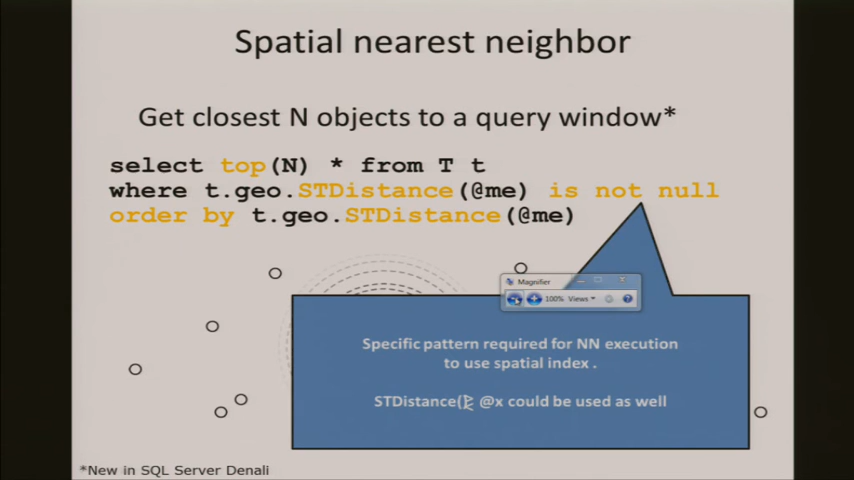 Spatial nearest neighbor
Get closest N objects to a query window*
select top(N) * from T t
where t.geo.STDistance(@me) is not null
order by t.geo.STDistance(@me)
Magnifier
100% Views
Specific pattern required for NN execution
to use spatial index .
@x could be used as well
*New in SQL Server Denali